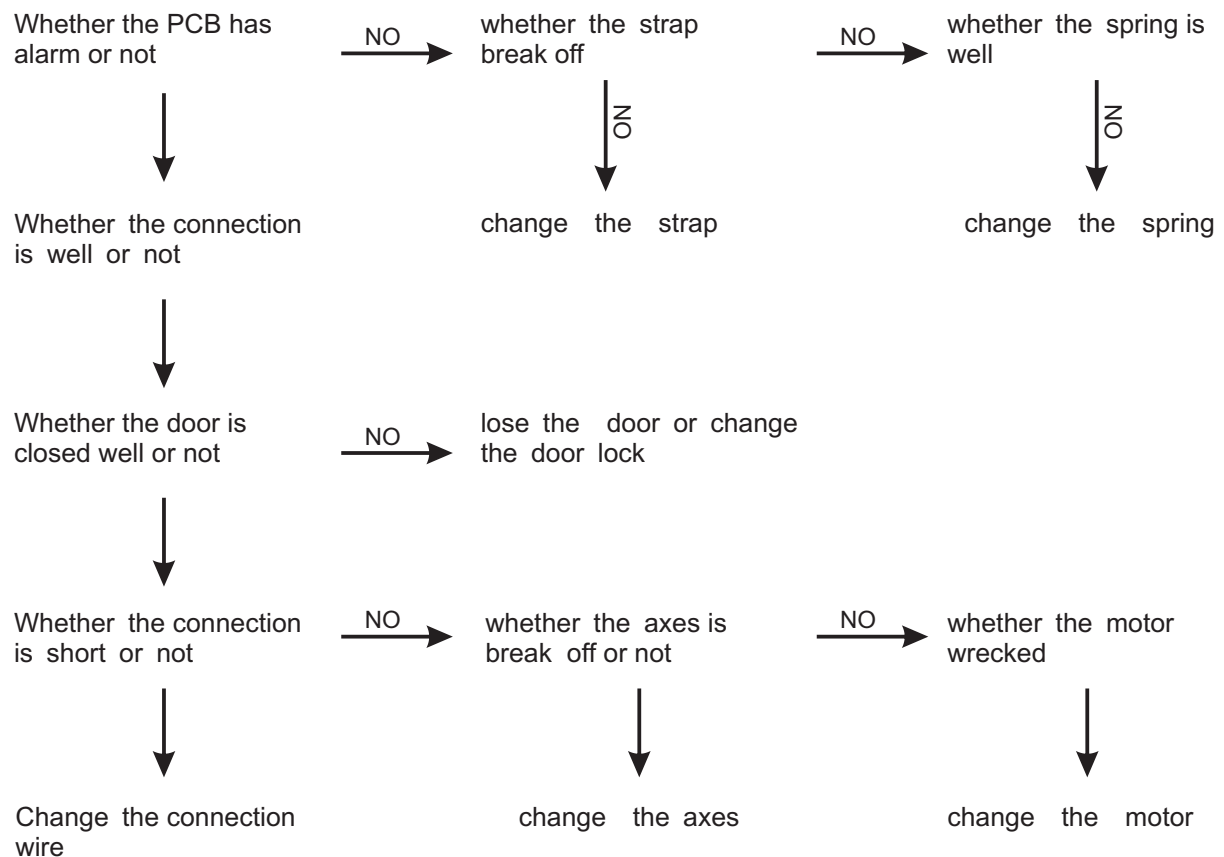 Whether the PCB has
alarm or not
NO
whether the strap
break off
NO
whether the spring is
well
NO
NO
Whether the connection
is well or not
change the strap
change the spring
Whether the door is
closed well or not
NO
lose the door or change
the door lock
Whether the connection
is short or not
NO
whether the axes is
break off or not
NO
whether the motor
wrecked
Change the connection
wire
change the axes
change the motor